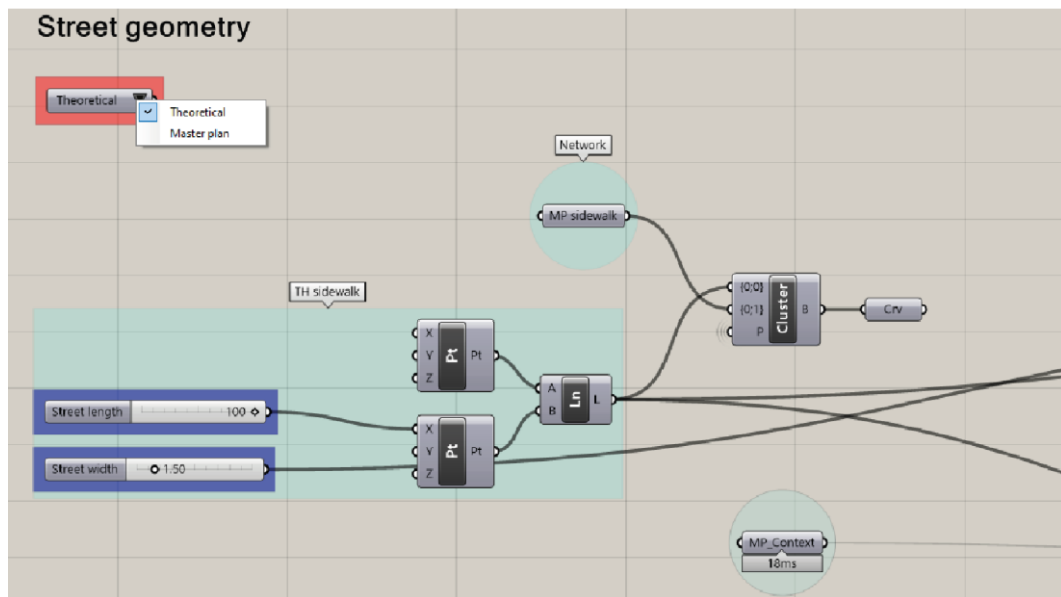 Street geometry
Theoretical
Theoretical
Master plan
Network
MP sidewalk
{0;0}
{0;1}
P
Cluster
B
Crv
TH sidewalk
X
Y
Z
Pt
Pt
A
B
Ln
L
Street length
100
X
Y
Z
Pt
Pt
Street width
1.50
MP_Context
18ms